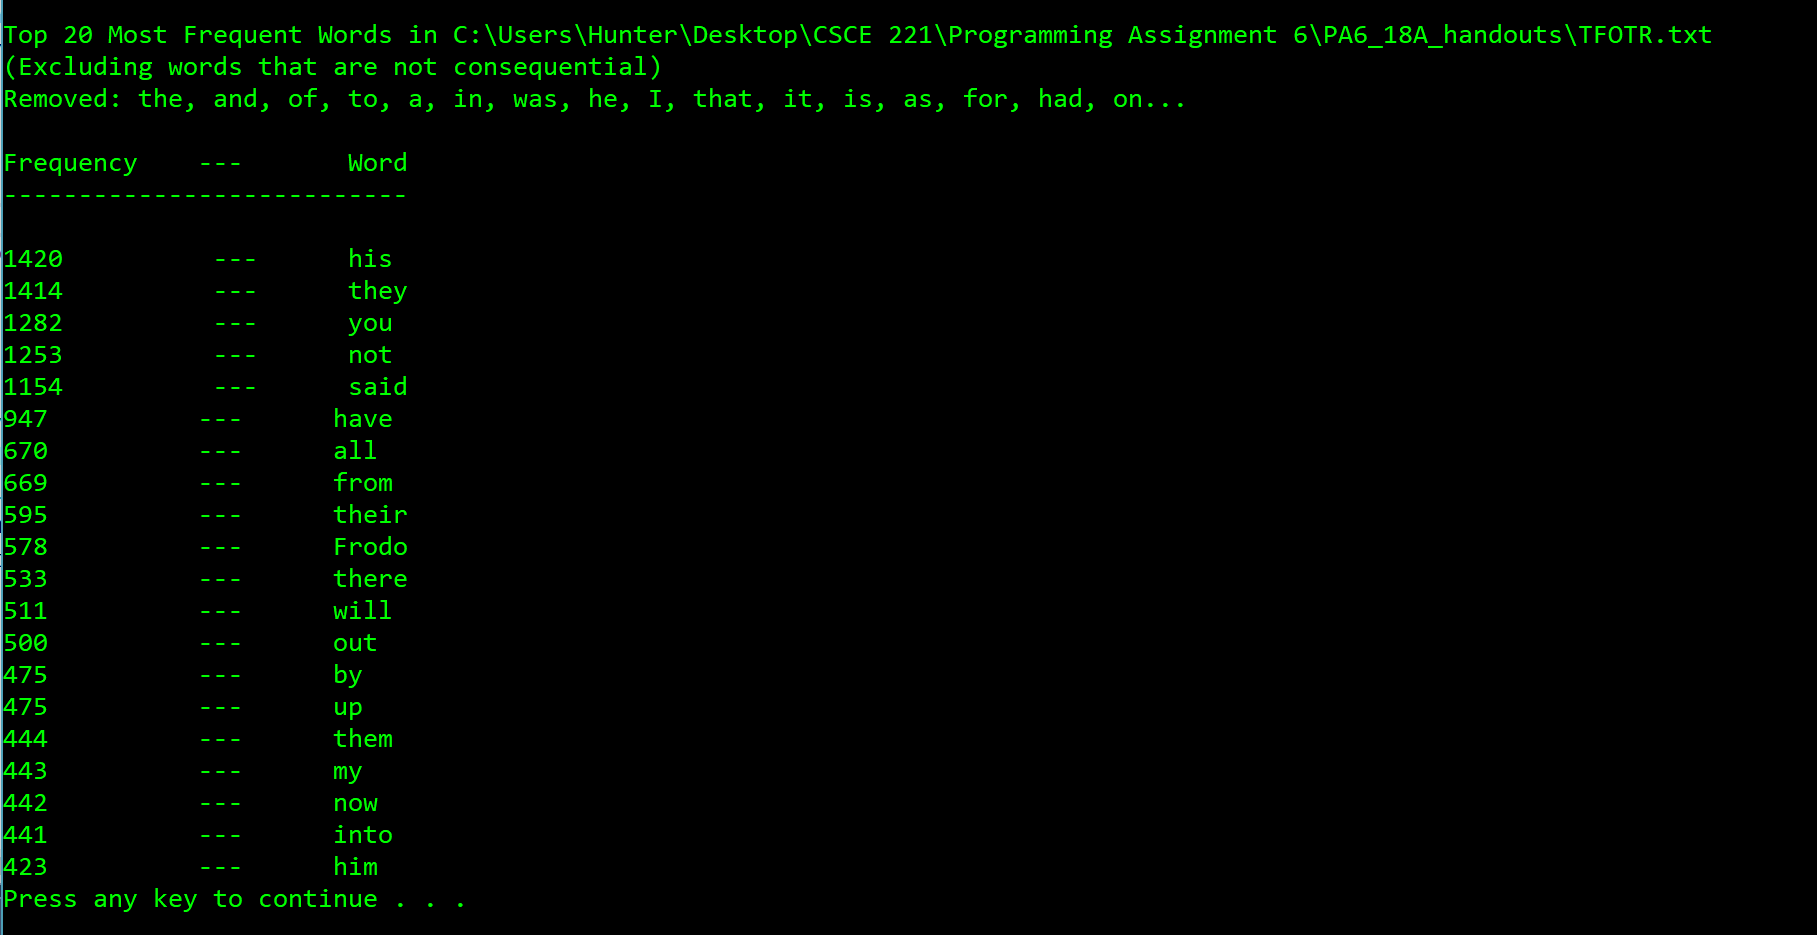 Top 20 Most Frequent Words in C:\Users\Hunter\Desktop\CSCE 221\Programming Assignment 6\PA6_18A_handouts\TFOTR.txt
(Excluding words that are not consequential)
Removed: the, and, of, to, a, in, was, he, I, that, it, is, as, for, had, on...
Frequency    ---       Word
---------------------------
1420          ---      his
1414          ---      they
1282          ---      you
1253          ---      not
1154          ---      said
947          ---      have
670          ---      all
669          ---      from
595          ---      their
578          ---      Frodo
533          ---      there
511          ---      will
500          ---      out
475          ---      by
475          ---      up
444          ---      them
443          ---      my
442          ---      now
441          ---      into
423          ---      him
Press any key to continue . . .